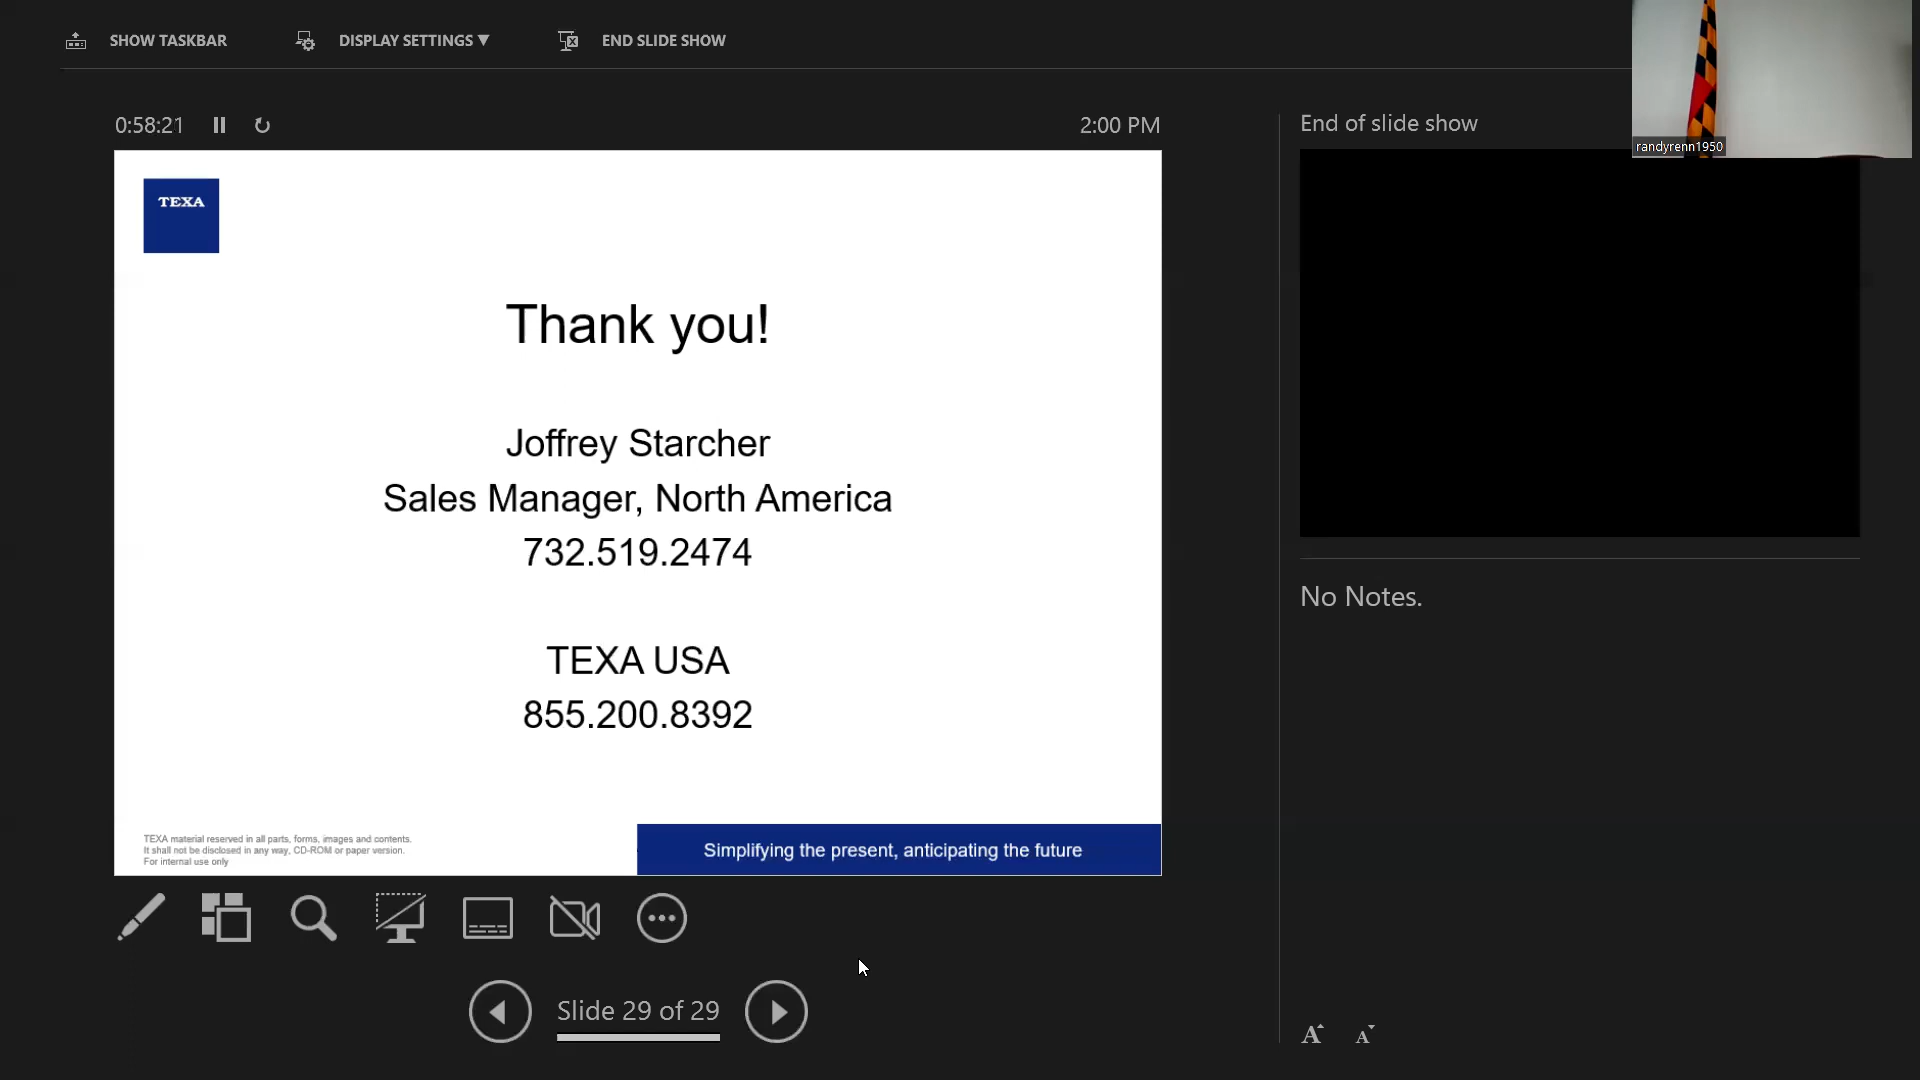 SHOW TASKBAR
DISPLAY SETTINGS ▼
END SLIDE SHOW
0:58:21
2:00 PM
End of slide show
randyrenn1950
TEXA
Thank you!
Joffrey Starcher
Sales Manager, North America
732.519.2474
TEXA USA
855.200.8392
TEXA material reserved in all parts, forms, images and contents.
It shall not be disclosed in any way, CD-ROM or paper version.
For internal use only
Simplifying the present, anticipating the future
No Notes.
Slide 29 of 29
A A